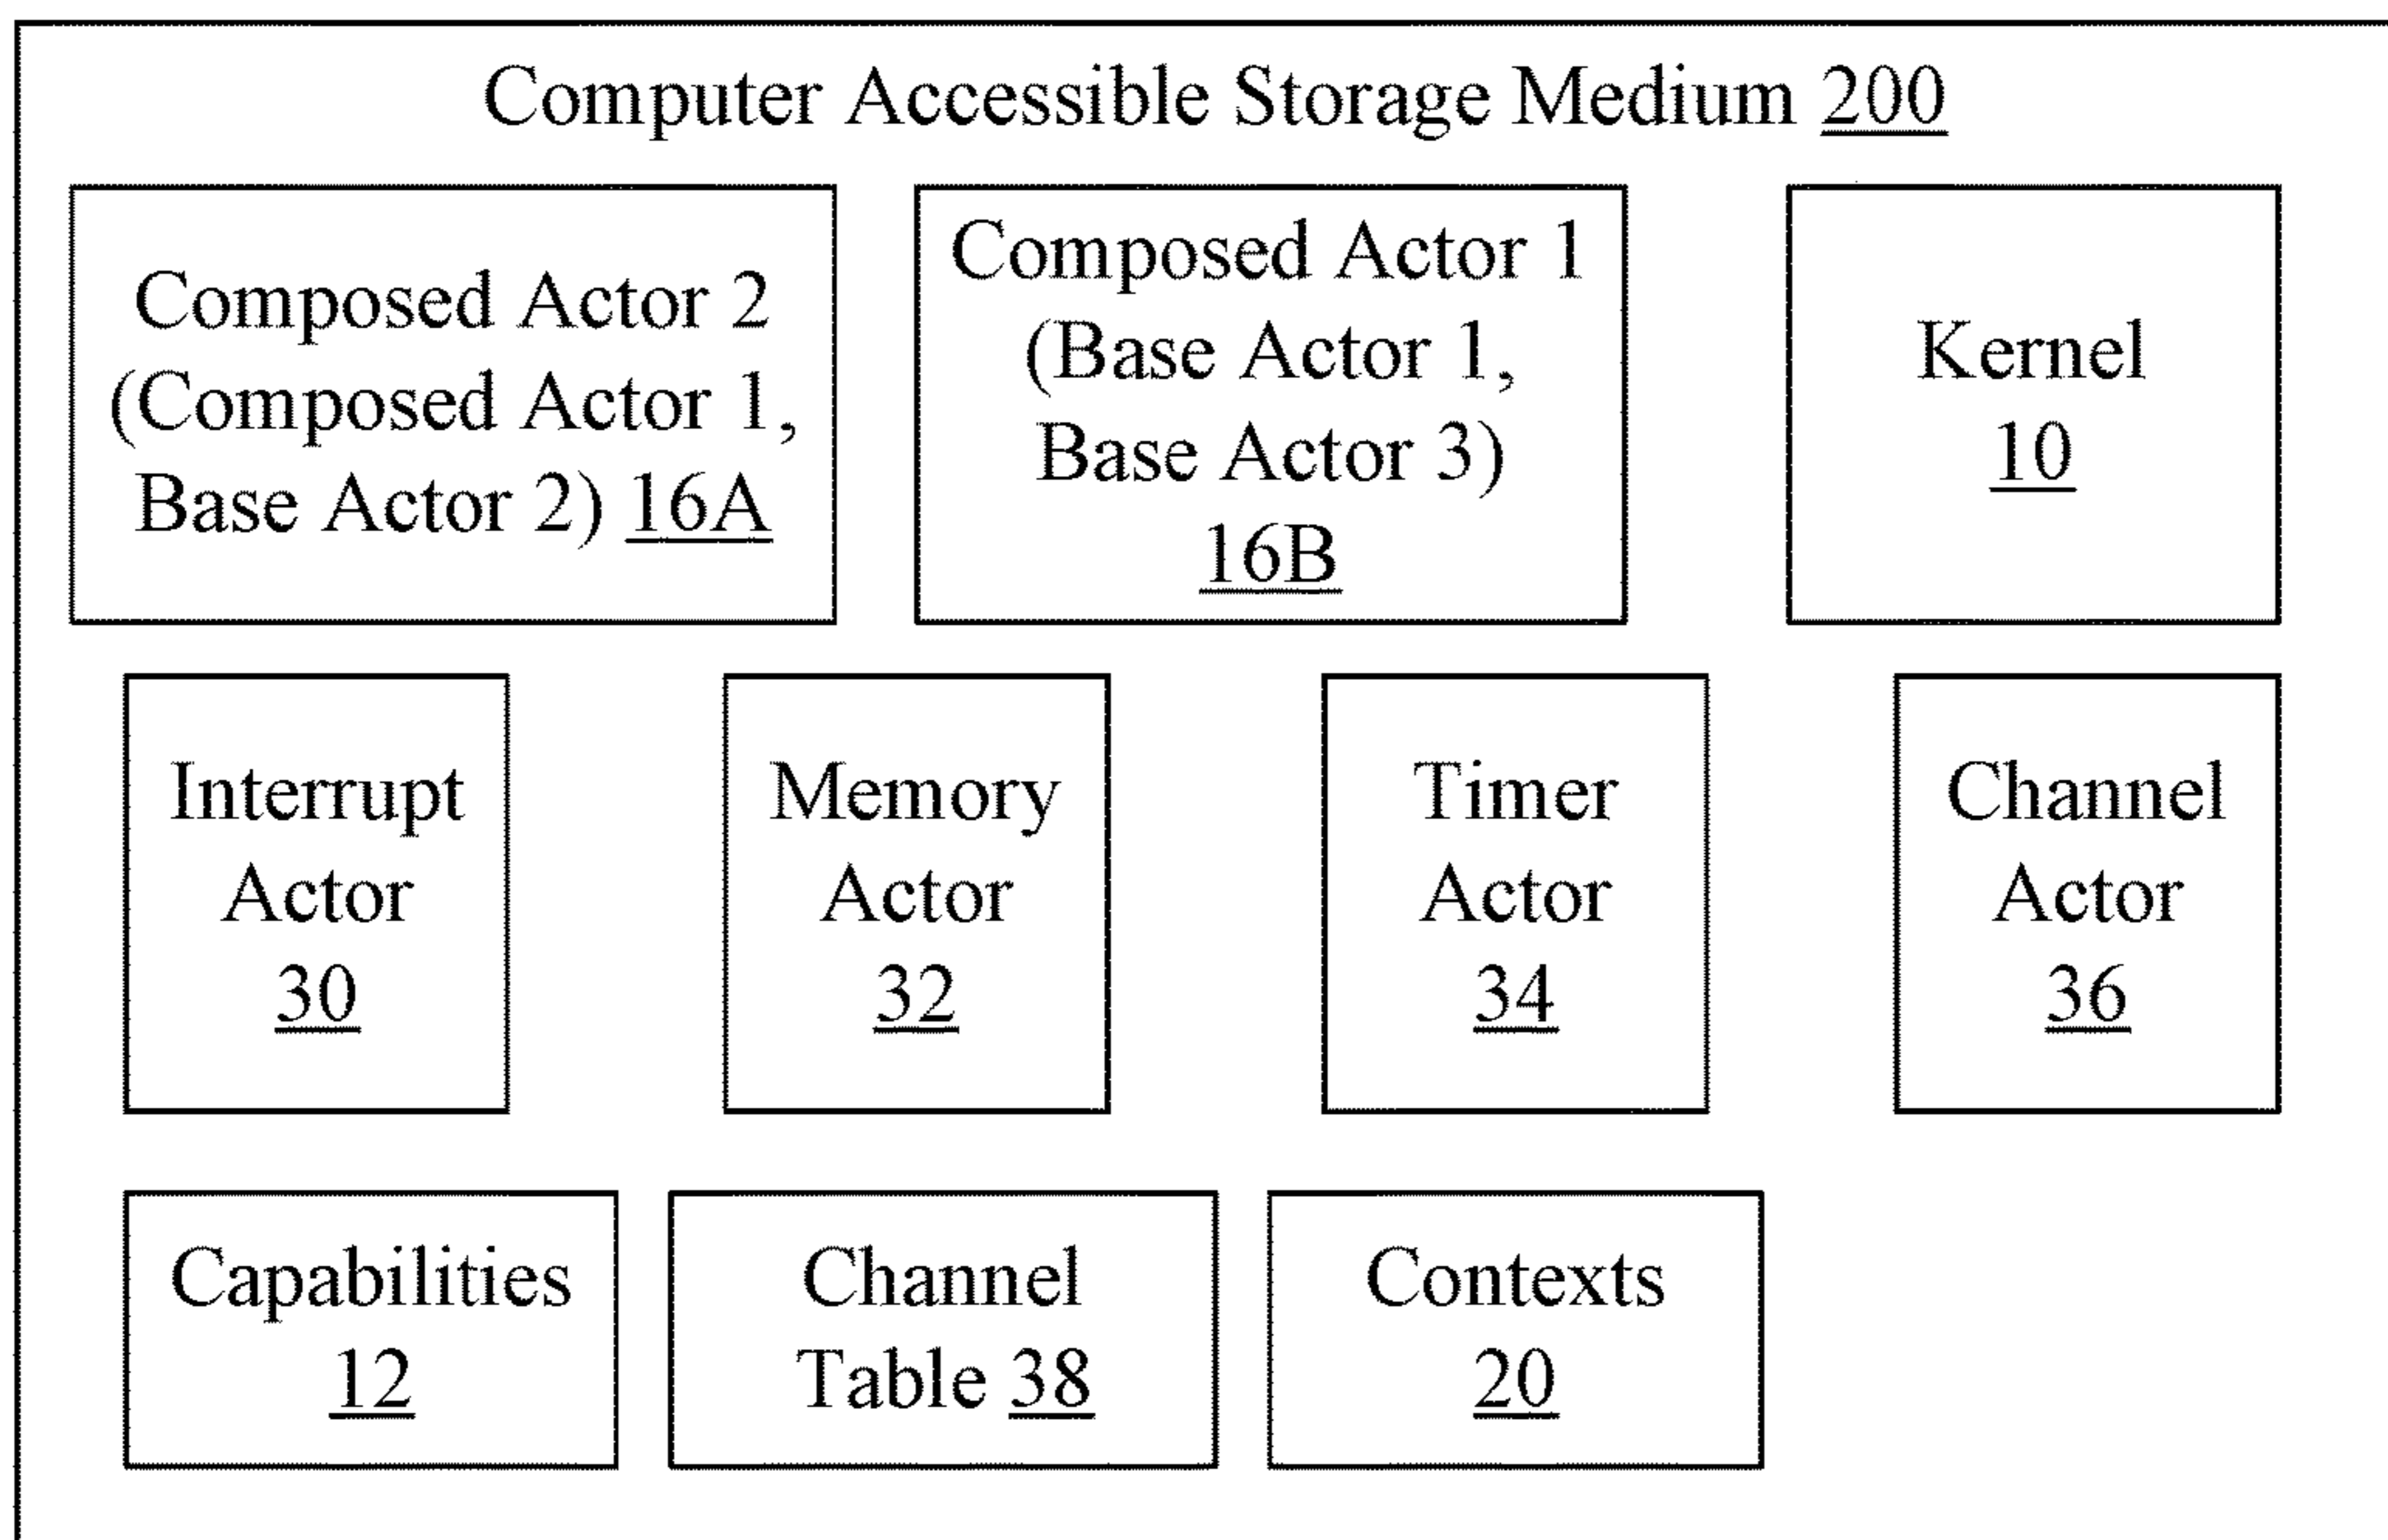 Computer Accessible Storage Medium 200
Composed Actor 2
(Composed Actor 1,
Base Actor 2) 16A
Composed Actor 1
(Base Actor 1,
Base Actor 3)
16B
Kernel
10
Interrupt
Actor
30
Memory
Actor
32
Timer
Actor
34
Channel
Actor
36
Capabilities
12
Channel
Table 38
Contexts
20